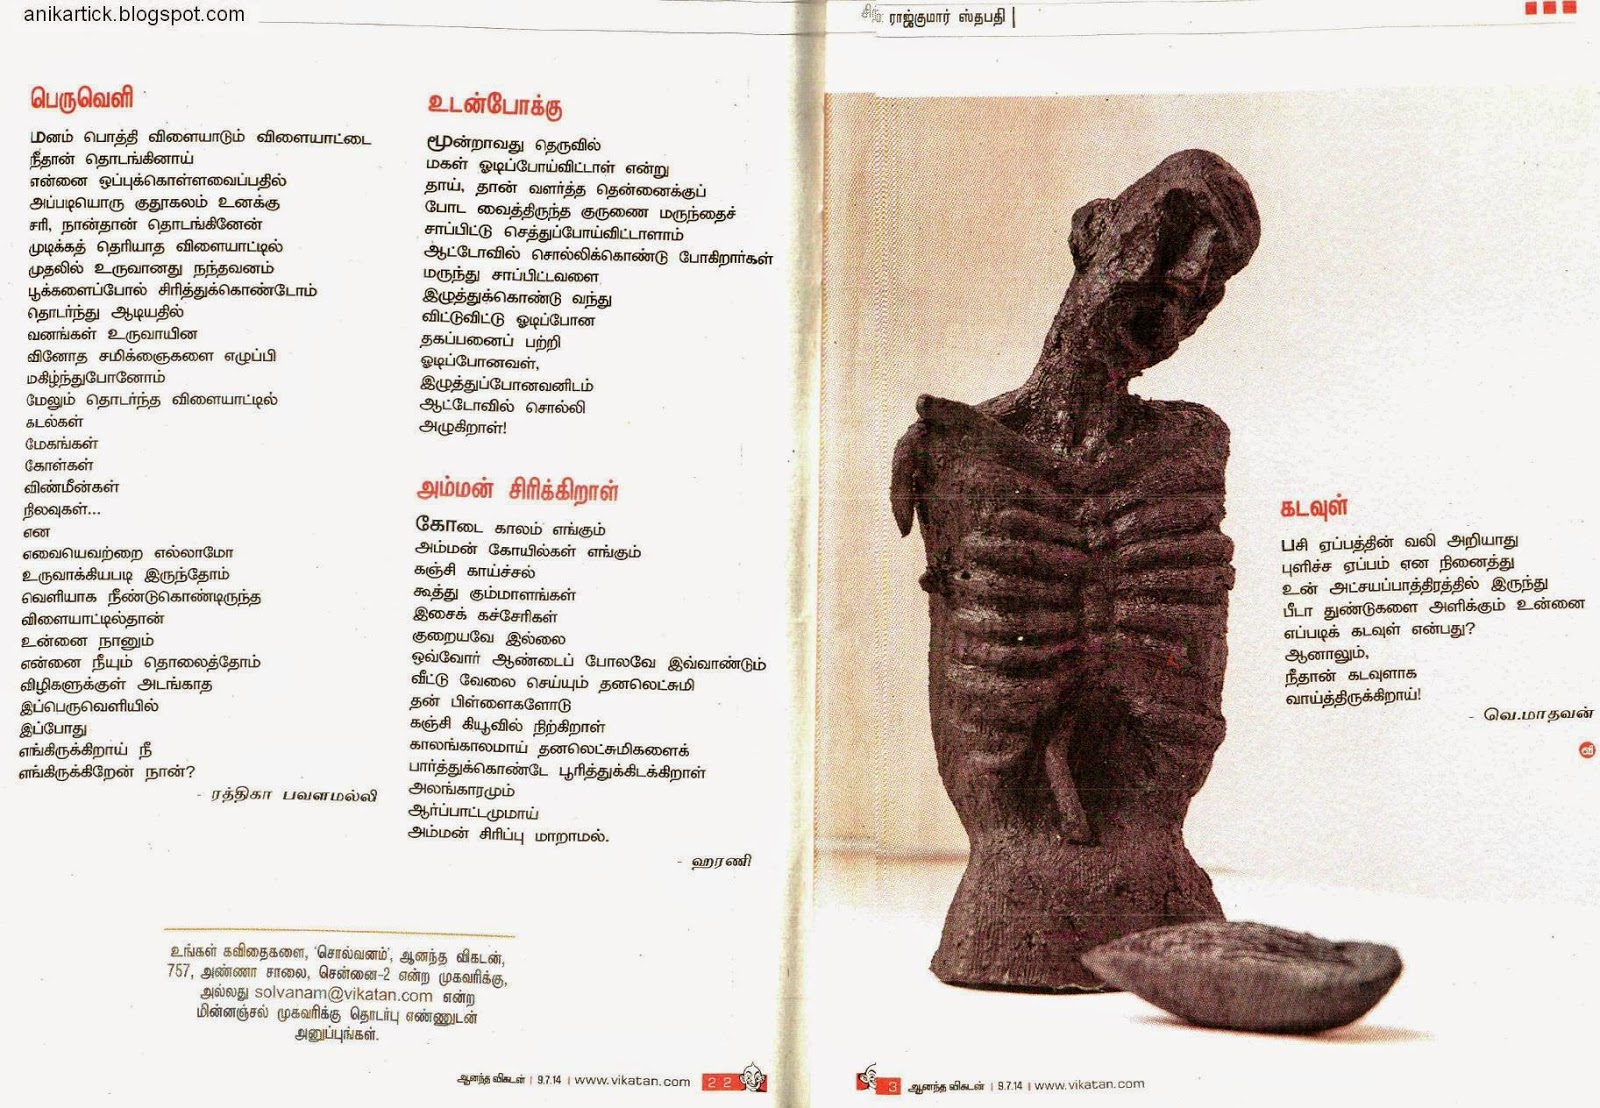 anikartick.blogspot.com
பெருவெளி
மனம் பொத்தி விளையாடும் விளையாட்டை
நீதான் தொடங்கினாய்
என்னை ஒப்புக்கொள்ளவைப்பதில்
அப்படியொரு குதூகலம் உனக்கு
சரி, நான்தான் தொடங்கினேன்
முடிக்கத் தெரியாத விளையாட்டில்
முதலில் உருவானது நந்தவனம்
பூக்களைப்போல் சிரித்துக்கொண்டோம்
தொடர்ந்து ஆடியதில்
வனங்கள் உருவாயின
வினோத சமிக்ஞைகளை எழுப்பி
மகிழ்ந்துபோனோம்
மேலும் தொடர்ந்த விளையாட்டில்
கடல்கள்
மேகங்கள்
கோள்கள்
விண்மீன்கள்
நிலவுகள்...
என
எவையெவற்றை எல்லாமோ
உருவாக்கியபடி இருந்தோம்
வெளியாக நீண்டுகொண்டிருந்த
விளையாட்டில்தான்
உன்னை நானும்
என்னை நீயும் தொலைத்தோம்
விழிகளுக்குள் அடங்காத
இப்பெருவெளியில்
இப்போது
எங்கிருக்கிறாய் நீ
எங்கிருக்கிறேன் நான்?
- ரத்திகா பவளமல்லி
உடன்போக்கு
மூன்றாவது தெருவில்
மகள் ஓடிப்போய்விட்டாள் என்று
தாய், தான் வளர்த்த தென்னைக்குப்
போட வைத்திருந்த குருணை மருந்தைச்
சாப்பிட்டு செத்துப்போய்விட்டாளாம்
ஆட்டோவில் சொல்லிக்கொண்டு போகிறார்கள்
மருந்து சாப்பிட்டவளை
இழுத்துக்கொண்டு வந்து
விட்டுவிட்டு ஓடிப்போன
தகப்பனைப் பற்றி
ஓடிப்போனவள்,
இழுத்துப்போனவனிடம்
ஆட்டோவில் சொல்லி
அழுகிறாள்!
அம்மன் சிரிக்கிறாள்
கோடை காலம் எங்கும்
அம்மன் கோயில்கள் எங்கும்
கஞ்சி காய்ச்சல்
கூத்து கும்மாளங்கள்
இசைக் கச்சேரிகள்
குறையவே இல்லை
ஒவ்வோர் ஆண்டைப் போலவே இவ்வாண்டும்
வீட்டு வேலை செய்யும் தனலெட்சுமி
தன் பிள்ளைகளோடு
கஞ்சி கியூவில் நிற்கிறாள்
காலங்காலமாய் தனலெட்சுமிகளைக்
பார்த்துக்கொண்டே பூரித்துக்கிடக்கிறாள்
அலங்காரமும்
ஆர்ப்பாட்டமுமாய்
அம்மன் சிரிப்பு மாறாமல்.
- ஹரணி
உங்கள் கவிதைகளை, 'சொல்வனம்', ஆனந்த விகடன்,
757, அண்ணா சாலை, சென்னை-2 என்ற முகவரிக்கு,
அல்லது solvanam@vikatan.com என்ற
மின்னஞ்சல் முகவரிக்கு தொடர்பு எண்ணுடன்
அனுப்புங்கள்.
ஆனந்த விகடன் | 9.7.14 | www.vikatan.com 22
ராஜ்குமார் ஸ்தபதி |
கடவுள்
பசி ஏப்பத்தின் வலி அறியாது
புளிச்ச ஏப்பம் என நினைத்து
உன் அட்சயப்பாத்திரத்தில் இருந்து
பீடா துண்டுகளை அளிக்கும் உன்னை
எப்படிக் கடவுள் என்பது?
ஆனாலும்,
நீதான் கடவுளாக
வாய்த்திருக்கிறாய்!
- வெ.மாதவன்
வி
3 ஆனந்த விகடன் | 9.7.14 | www.vikatan.com